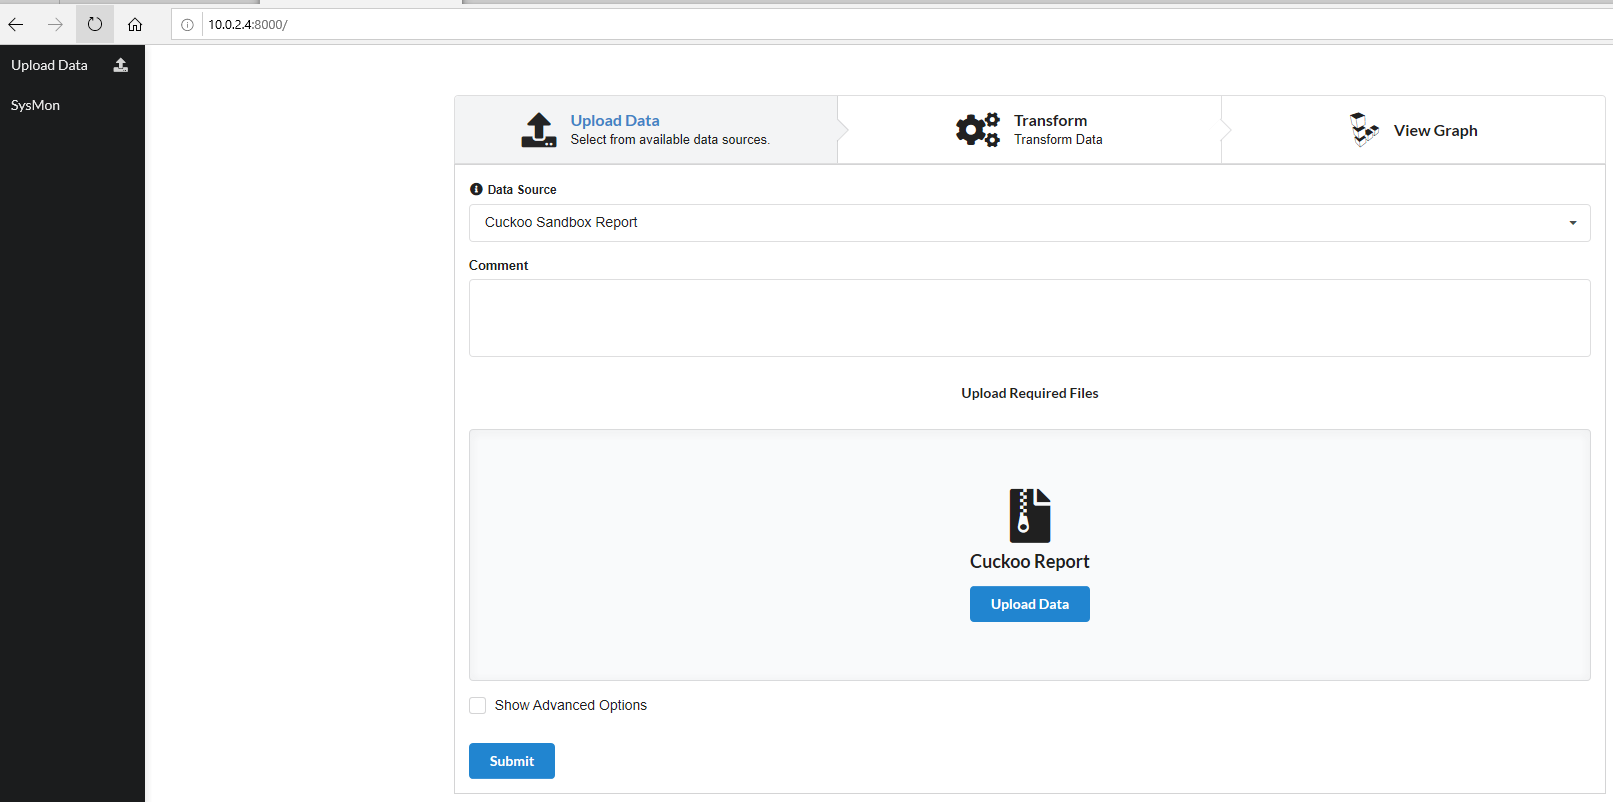 10.0.2.4:8000/
Upload Data
SysMon
Upload Data
Select from available data sources.
Transform
Transform Data
View Graph
Data Source
Cuckoo Sandbox Report
Comment
Upload Required Files
Cuckoo Report
Upload Data
Show Advanced Options
Submit